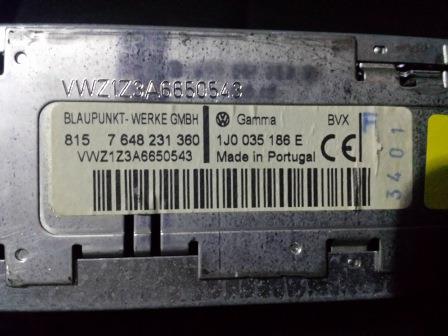 VWZ1Z3A6650543
BLAUPUNKT-WERKE GMBH
Gamma BVX
815 7 648 231 360
1J0 035 186 E
VWZ1Z3A6650543
Made in Portugal CE
3401